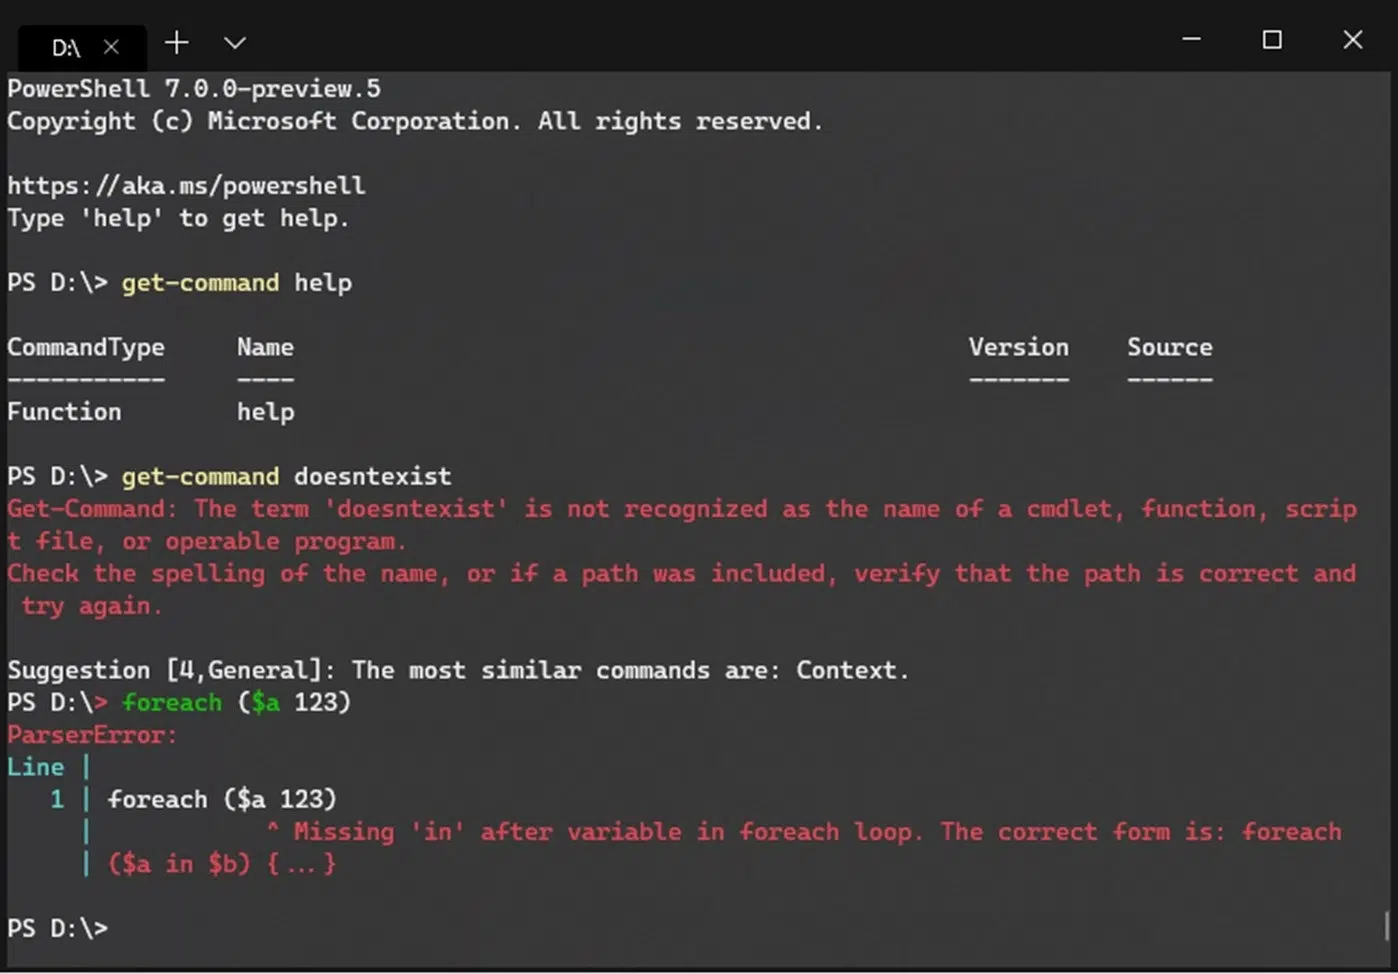 D:\
PowerShell 7.0.0-preview.5
Copyright (c) Microsoft Corporation. All rights reserved.
https://aka.ms/powershell
Type 'help' to get help.
PS D:\> get-command help
CommandType     Name                                               Version    Source
-----------     ----                                               -------    ------
Function        help
PS D:\> get-command doesntexist
Get-Command: The term 'doesntexist' is not recognized as the name of a cmdlet, function, scrip
t file, or operable program.
Check the spelling of the name, or if a path was included, verify that the path is correct and
 try again.
Suggestion [4,General]: The most similar commands are: Context.
PS D:\> foreach ($a 123)
ParserError:
Line |
   1 | foreach ($a 123)
     |            ^ Missing 'in' after variable in foreach loop. The correct form is: foreach
     | ($a in $b) {...}
PS D:\>